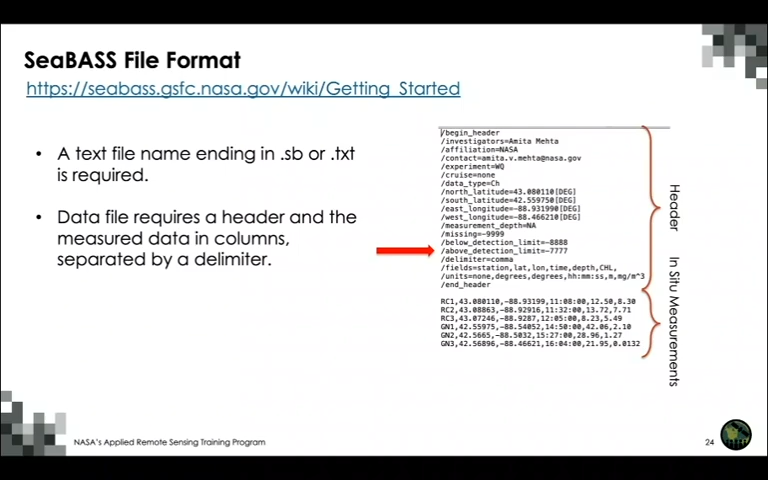 SeaBASS File Format
https://seabass.gsfc.nasa.gov/wiki/Getting_Started
• A text file name ending in .sb or .txt
is required.
• Data file requires a header and the
measured data in columns,
separated by a delimiter.
/begin_header
/investigators=Amita Mehta
/affiliation=NASA
/contact=amita.v.mehta@nasa.gov
/experiment=WQ
/cruise=none
/data_type=Ch
/north_latitude=43.080110[DEG]
/south_latitude=42.559750[DEG]
/east_longitude=-88.931990[DEG]
/west_longitude=-88.466210[DEG]
/measurement_depth=NA
/missing=-9999
/below_detection_limit=-8888
/above_detection_limit=-7777
/delimiter=comma
/fields=station,lat,lon,time,depth,CHL,
/units=none,degrees,degrees,hh:mm:ss,m,mg/m^3
/end_header
RC1,43.080110,-88.93199,11:08:00,12.50,8.30
RC2,43.08863,-88.92916,11:32:00,13.72,7.71
RC3,43.07246,-88.9287,12:05:00,8.23,5.49
GN1,42.55975,-88.54052,14:50:00,42.06,2.10
GN2,42.5665,-88.5032,15:27:00,28.96,1.27
GN3,42.56896,-88.46621,16:04:00,21.95,0.0132
Header
In Situ Measurements
NASA's Applied Remote Sensing Training Program
24